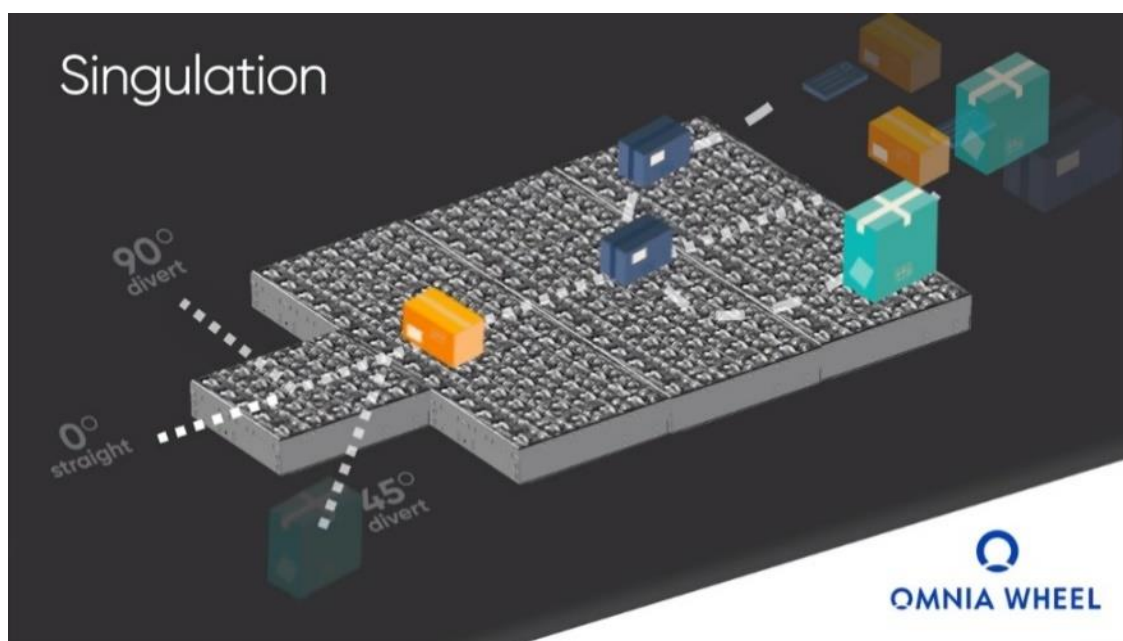 Singulation
90°
divert
0°
straight
45°
divert
OMNIA WHEEL